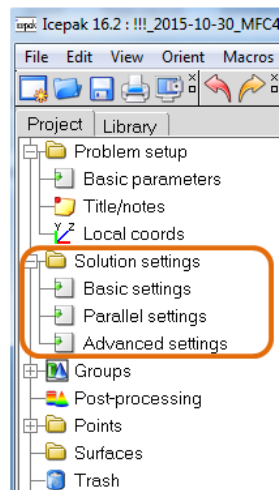 Icepak 16.2 : !!!_2015-10-30_MFC4
File Edit View Orient Macros
Project Library
Problem setup
Basic parameters
Title/notes
Local coords
Solution settings
Basic settings
Parallel settings
Advanced settings
Groups
Post-processing
Points
Surfaces
Trash